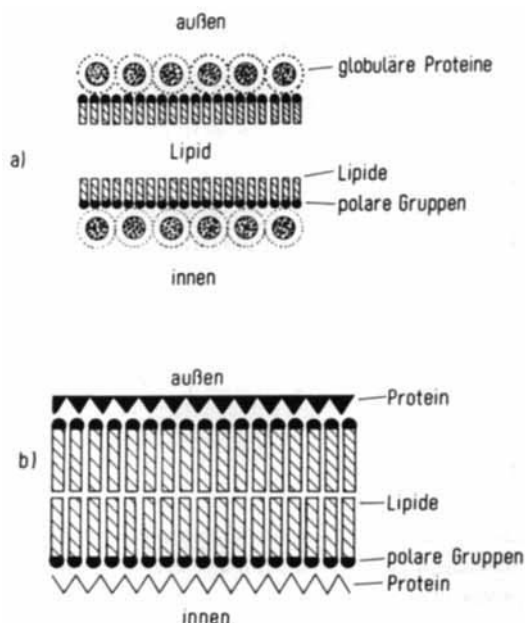 außen
globuläre Proteine
a)
Lipid
Lipide
polare Gruppen
innen
außen
Protein
b)
Lipide
polare Gruppen
Protein
innen